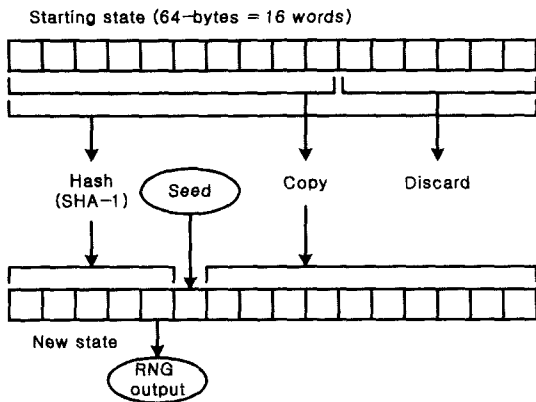 Starting state (64-bytes = 16 words)
Hash
(SHA-1)
Seed
Copy
Discard
New state
RNG
output